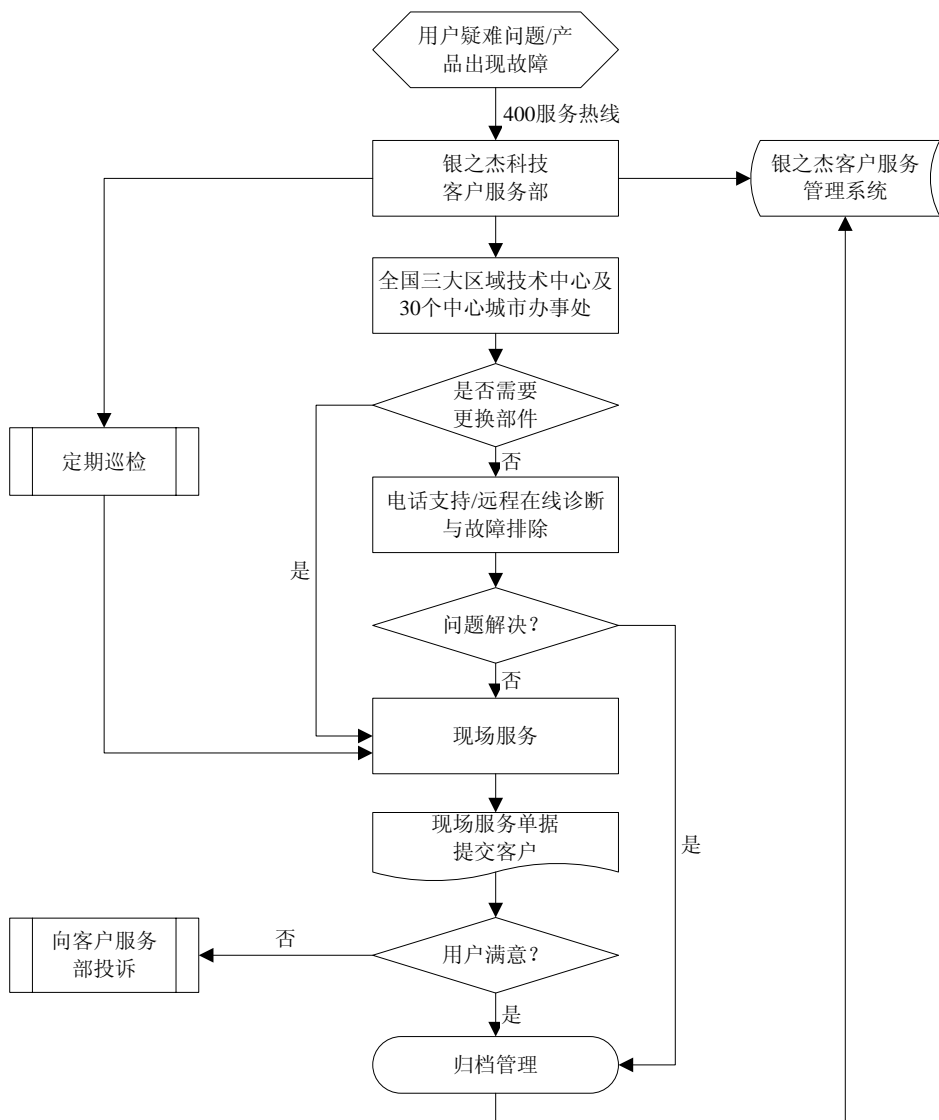 用户疑难问题/产
品出现故障
400服务热线
银之杰科技
客户服务部
银之杰客户服务
管理系统
全国三大区域技术中心及
30个中心城市办事处
是否需要
更换部件
定期巡检
否
电话支持/远程在线诊断
与故障排除
是
问题解决？
否
现场服务
现场服务单据
提交客户
是
向客户服务
部投诉
否
用户满意？
是
归档管理